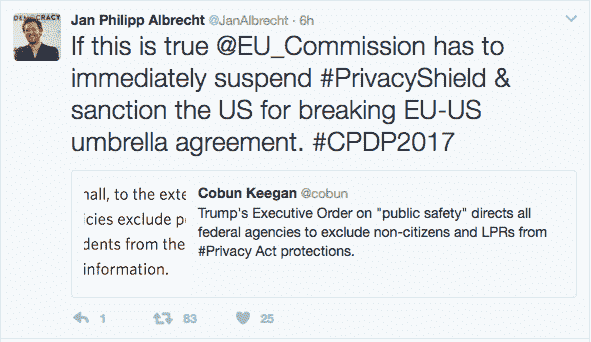 Jan Philipp Albrecht @JanAlbrecht · 6h
If this is true @EU_Commission has to
immediately suspend #PrivacyShield &
sanction the US for breaking EU-US
umbrella agreement. #CPDP2017
Cobun Keegan @cobun
Trump's Executive Order on "public safety" directs all
federal agencies to exclude non-citizens and LPRs from
#Privacy Act protections.
hall, to the exte
icies exclude p
dents from the
information.
1 83 25